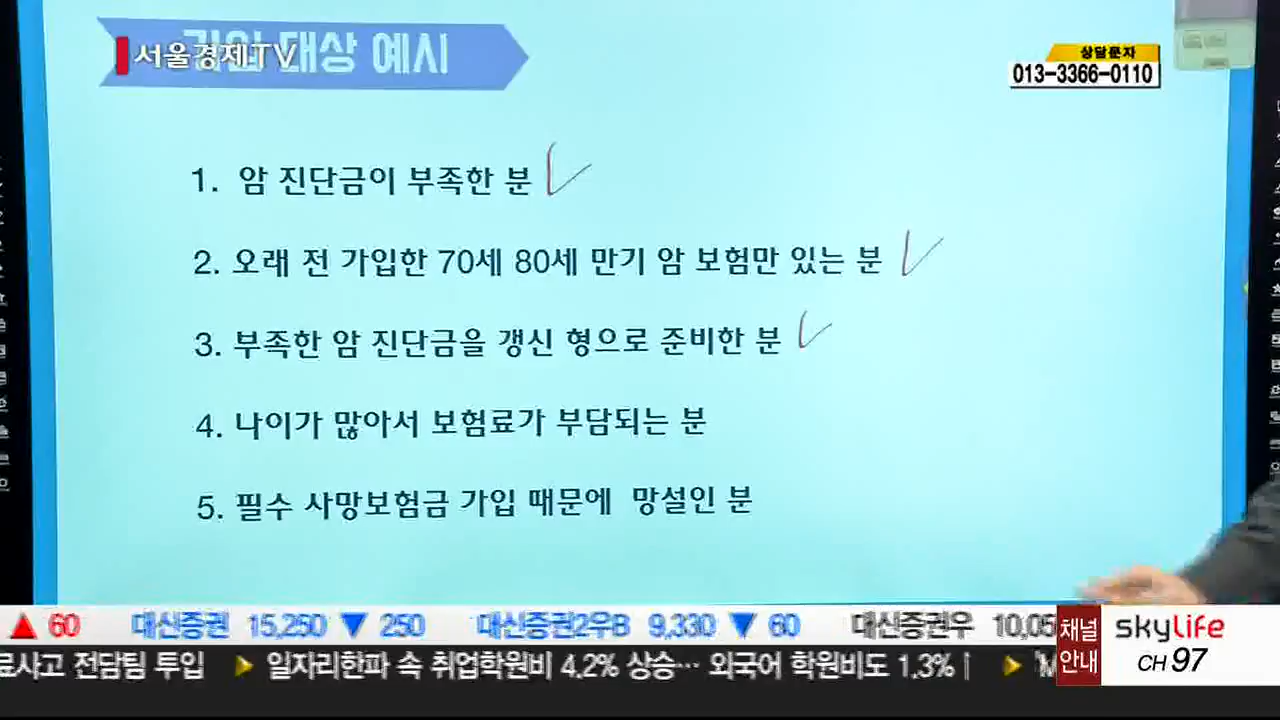 서울경제TV
대상 예시
상담문자
013-3366-0110
1. 암 진단금이 부족한 분
2. 오래 전 가입한 70세 80세 만기 암 보험만 있는 분
3. 부족한 암 진단금을 갱신 형으로 준비한 분
4. 나이가 많아서 보험료가 부담되는 분
5. 필수 사망보험금 가입 때문에 망설인 분
▲ 60 대신증권 15,250 ▼ 250 대신증권2우B 9,330 ▼ 60 대신증권우
료사고 전담팀 투입 ▶ 일자리한파 속 취업학원비 4.2% 상승… 외국어 학원비도 1.3%↑ ▶
채널
안내
skylife
CH 97